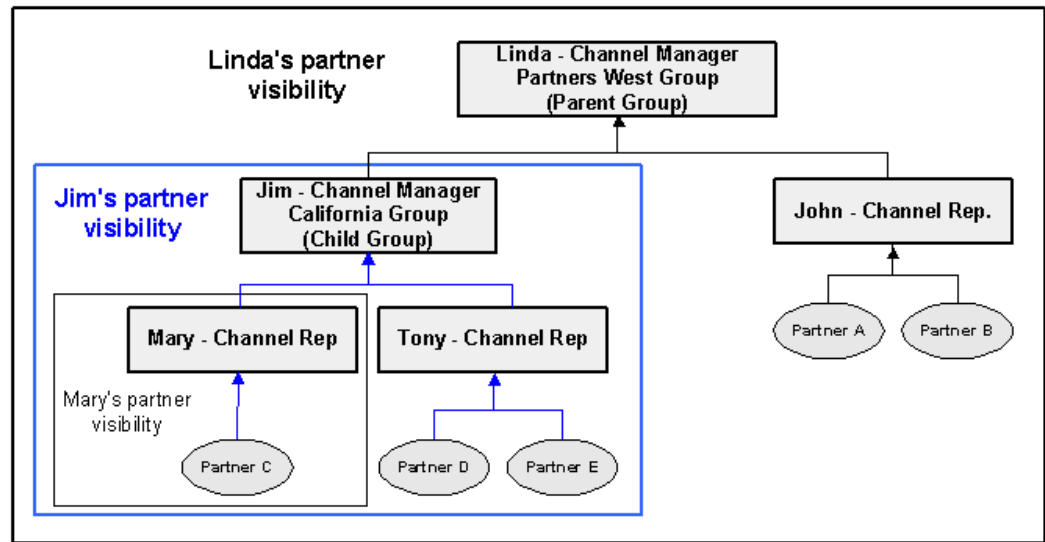 Linda's partner
visibility
Linda - Channel Manager
Partners West Group
(Parent Group)
Jim's partner
visibility
Jim - Channel Manager
California Group
(Child Group)
John - Channel Rep.
Partner A
Partner B
Mary - Channel Rep
Tony - Channel Rep
Mary's partner
visibility
Partner C
Partner D
Partner E